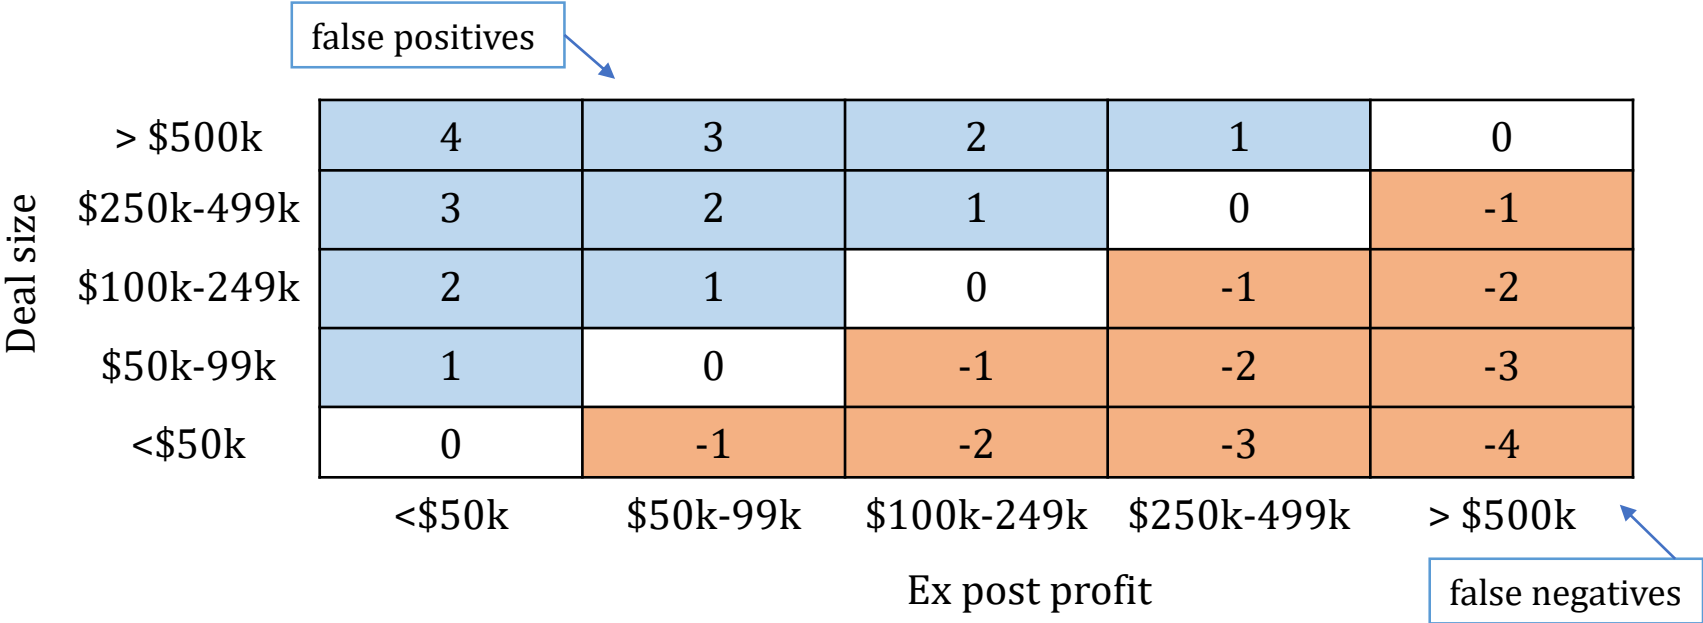 false positives
Deal size
> $500k 4 3 2 1 0
$250k-499k 3 2 1 0 -1
$100k-249k 2 1 0 -1 -2
$50k-99k 1 0 -1 -2 -3
<$50k 0 -1 -2 -3 -4
<$50k $50k-99k $100k-249k $250k-499k > $500k
Ex post profit
false negatives